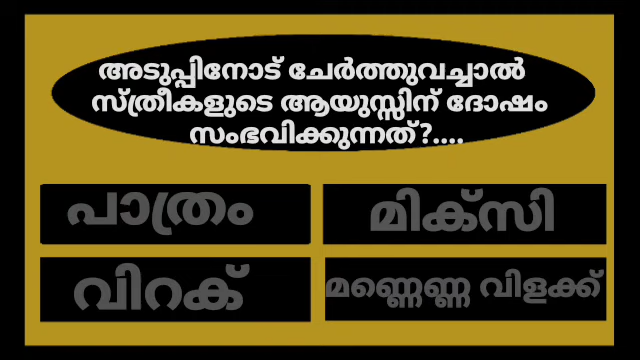 അടുപ്പിനോട് ചേർത്തുവച്ചാൽ
സ്ത്രീകളുടെ ആയുസ്സിന് ദോഷം
സംഭവിക്കുന്നത്?....
പാത്രം
മിക്സി
വിറക്
മണ്ണെണ്ണ വിളക്ക്